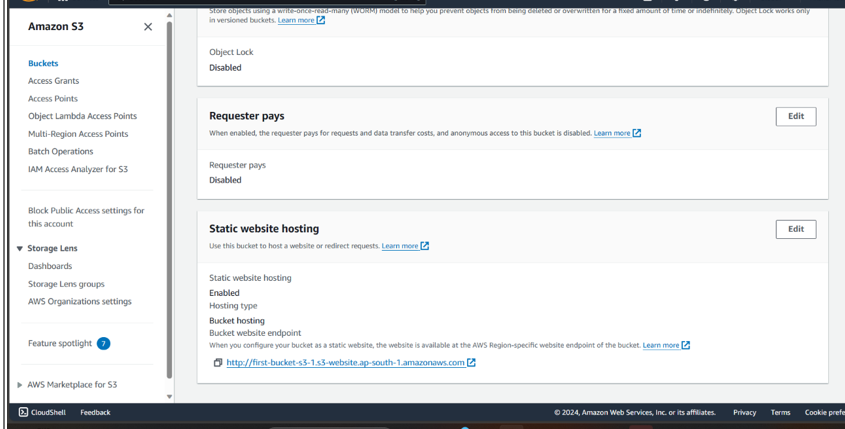 Amazon S3
Buckets
Access Grants
Access Points
Object Lambda Access Points
Multi-Region Access Points
Batch Operations
IAM Access Analyzer for S3
Block Public Access settings for
this account
Storage Lens
Dashboards
Storage Lens groups
AWS Organizations settings
Feature spotlight 7
AWS Marketplace for S3
Store objects using a write-once-read-many (WORM) model to help you prevent objects from being deleted or overwritten for a fixed amount of time or indefinitely. Object Lock works only
in versioned buckets. Learn more
Object Lock
Disabled
Requester pays
Edit
When enabled, the requester pays for requests and data transfer costs, and anonymous access to this bucket is disabled. Learn more
Requester pays
Disabled
Static website hosting
Edit
Use this bucket to host a website or redirect requests. Learn more
Static website hosting
Enabled
Hosting type
Bucket hosting
Bucket website endpoint
When you configure your bucket as a static website, the website is available at the AWS Region-specific website endpoint of the bucket. Learn more
http://first-bucket-s3-1.s3-website.ap-south-1.amazonaws.com
CloudShell Feedback © 2024, Amazon Web Services, Inc. or its affiliates. Privacy Terms Cookie prefe